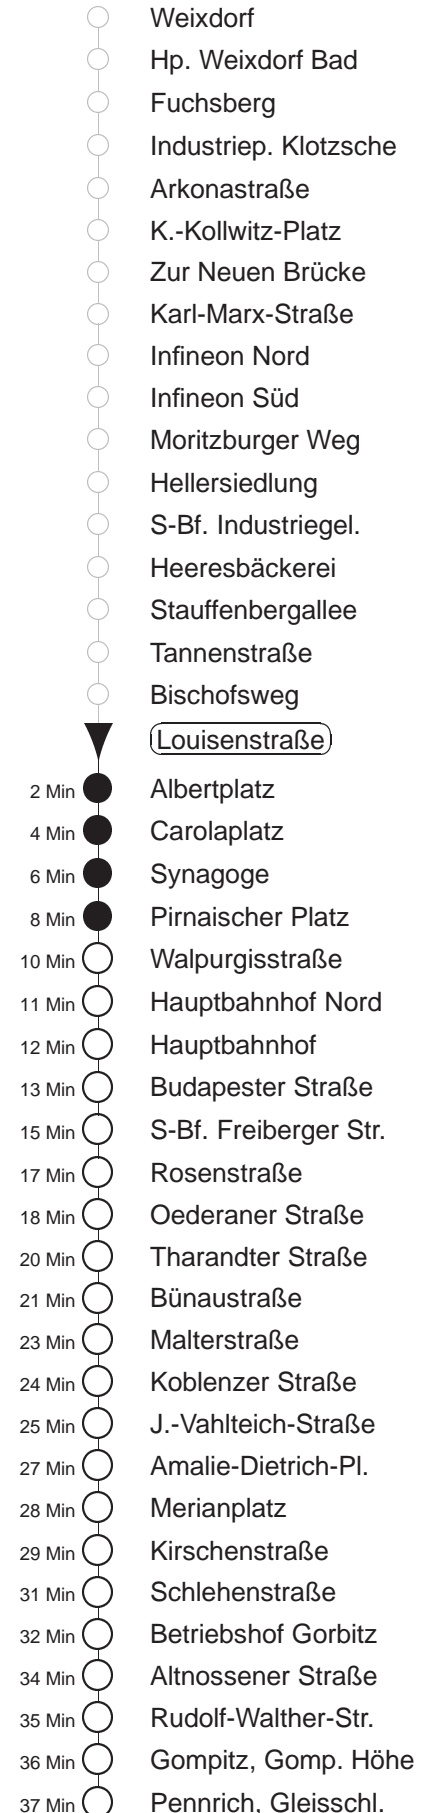 Weixdorf
Hp. Weixdorf Bad
Fuchsberg
Industriep. Klotzsche
Arkonastraße
K.-Kollwitz-Platz
Zur Neuen Brücke
Karl-Marx-Straße
Infineon Nord
Infineon Süd
Moritzburger Weg
Hellersiedlung
S-Bf. Industriegel.
Heeresbäckerei
Stauffenbergallee
Tannenstraße
Bischofsweg
Louisenstraße
2 Min Albertplatz
4 Min Carolaplatz
6 Min Synagoge
8 Min Pirnaischer Platz
10 Min Walpurgisstraße
11 Min Hauptbahnhof Nord
12 Min Hauptbahnhof
13 Min Budapester Straße
15 Min S-Bf. Freiberger Str.
17 Min Rosenstraße
18 Min Oederaner Straße
20 Min Tharandter Straße
21 Min Bünaustraße
23 Min Malterstraße
24 Min Koblenzer Straße
25 Min J.-Vahlteich-Straße
27 Min Amalie-Dietrich-Pl.
28 Min Merianplatz
29 Min Kirschenstraße
31 Min Schlehenstraße
32 Min Betriebshof Gorbitz
34 Min Altnossener Straße
35 Min Rudolf-Walther-Str.
36 Min Gompitz, Gomp. Höhe
37 Min Pennrich, Gleisschl.